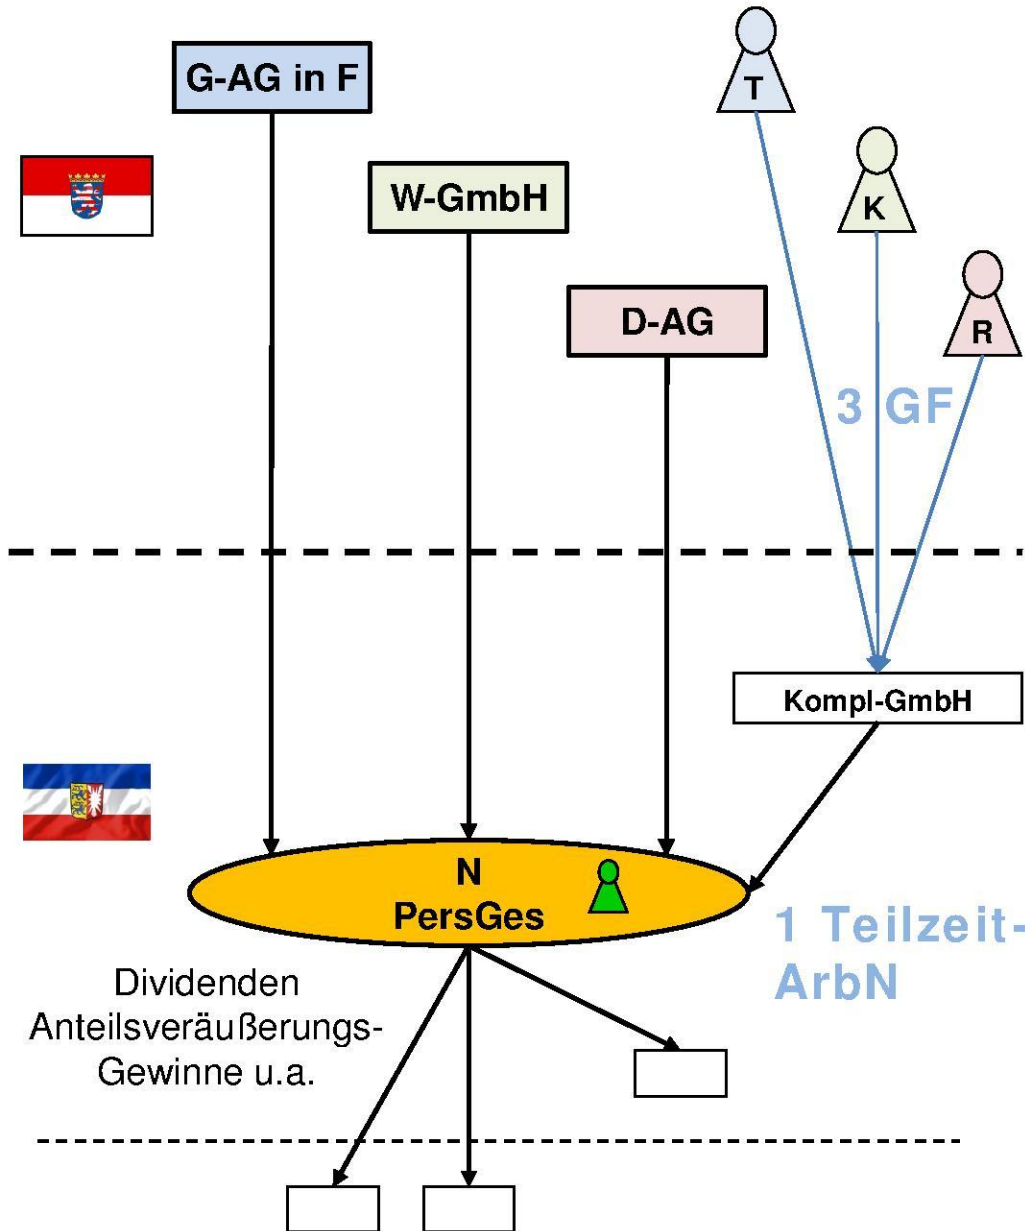 G-AG in F
T
W-GmbH
K
D-AG
R
3 GF
Kompl-GmbH
N
PersGes
1 Teilzeit-
ArbN
Dividenden
Anteilsveräußerungs-
Gewinne u.a.